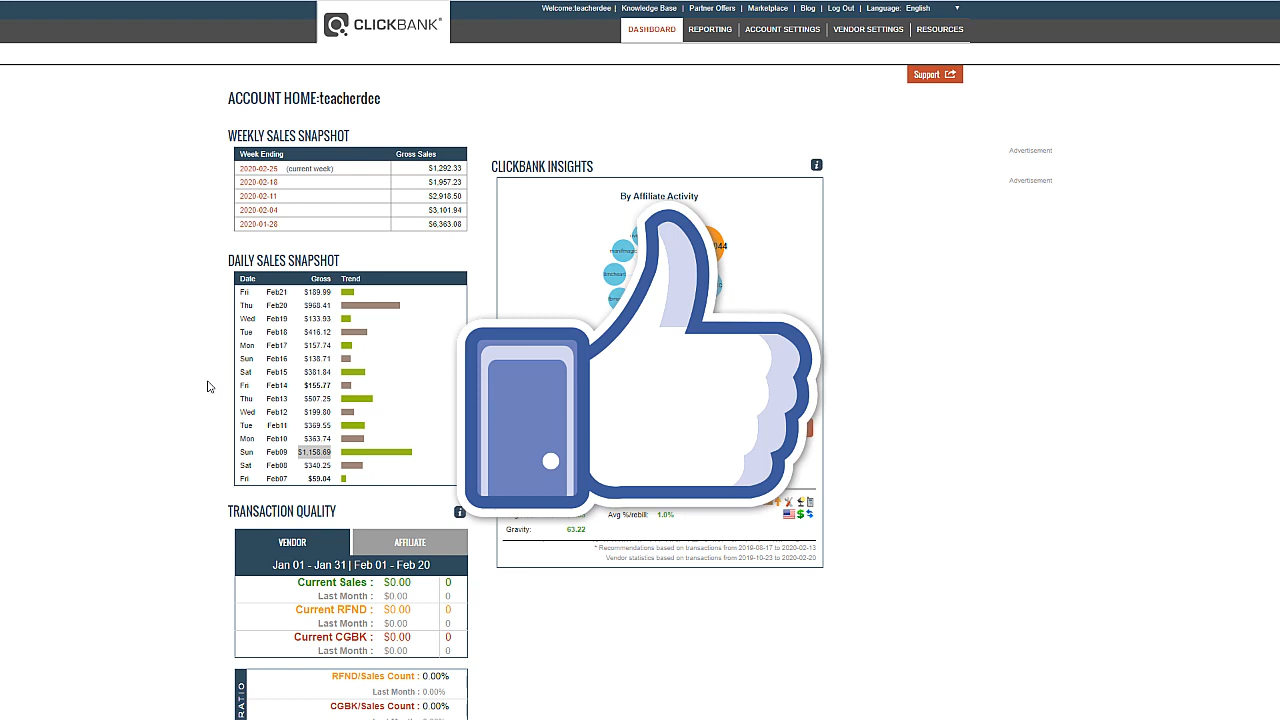 Welcome:teacherdee | Knowledge Base | Partner Offers | Marketplace | Blog | Log Out | Language: English
CLICKBANK®
DASHBOARD REPORTING ACCOUNT SETTINGS VENDOR SETTINGS RESOURCES
Support
ACCOUNT HOME:teacherdee
WEEKLY SALES SNAPSHOT
Week Ending Gross Sales
2020-02-25 (current week) $1,292.33
2020-02-18 $1,957.23
2020-02-11 $2,918.50
2020-02-04 $3,101.94
2020-01-28 $6,363.08
DAILY SALES SNAPSHOT
Date Gross Trend
Fri Feb21 $189.99
Thu Feb20 $968.41
Wed Feb19 $133.93
Tue Feb18 $416.12
Mon Feb17 $157.74
Sun Feb16 $138.71
Sat Feb15 $381.84
Fri Feb14 $155.77
Thu Feb13 $507.25
Wed Feb12 $199.80
Tue Feb11 $369.55
Mon Feb10 $363.74
Sun Feb09 $1,158.69
Sat Feb08 $340.25
Fri Feb07 $59.04
TRANSACTION QUALITY
VENDOR AFFILIATE
Jan 01 - Jan 31 | Feb 01 - Feb 20
Current Sales : $0.00 0
Last Month : $0.00 0
Current RFND : $0.00 0
Last Month : $0.00 0
Current CGBK : $0.00 0
Last Month : $0.00 0
RATIO
RFND/Sales Count : 0.00%
Last Month : 0.00%
CGBK/Sales Count : 0.00%
CLICKBANK INSIGHTS
By Affiliate Activity
Avg %/rebill: 1.0%
Gravity: 63.22
* Recommendations based on transactions from 2019-08-17 to 2020-02-13
Vendor statistics based on transactions from 2019-10-23 to 2020-02-20
Advertisement
Advertisement